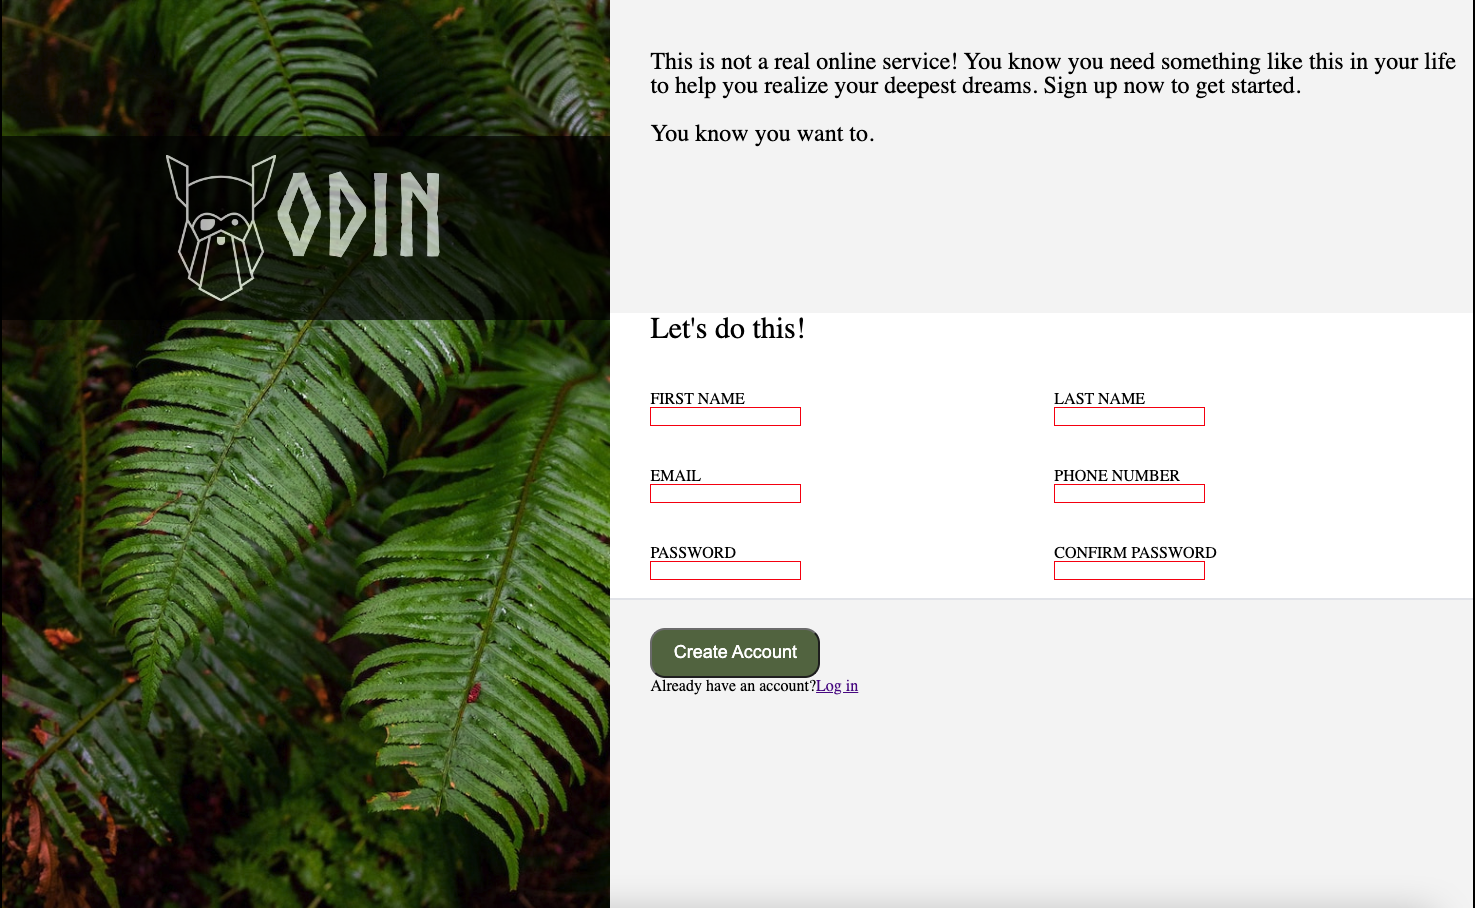 ODIN
This is not a real online service! You know you need something like this in your life
to help you realize your deepest dreams. Sign up now to get started.
You know you want to.
Let's do this!
FIRST NAME
LAST NAME
EMAIL
PHONE NUMBER
PASSWORD
CONFIRM PASSWORD
Create Account
Already have an account?Log in